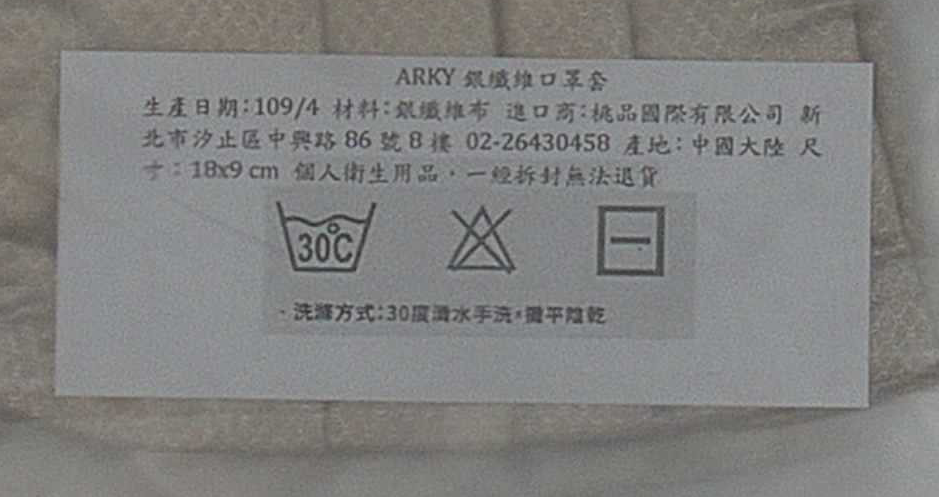 ARKY 銀纖維口罩套
生產日期:109/4 材料:銀纖維布 進口商:桃品國際有限公司 新
北市汐止區中興路 86 號 8 樓 02-26430458 產地:中國大陸 尺
寸:18x9 cm 個人衛生用品,一經拆封無法退貨
30℃
· 洗滌方式:30度清水手洗,攤平陰乾